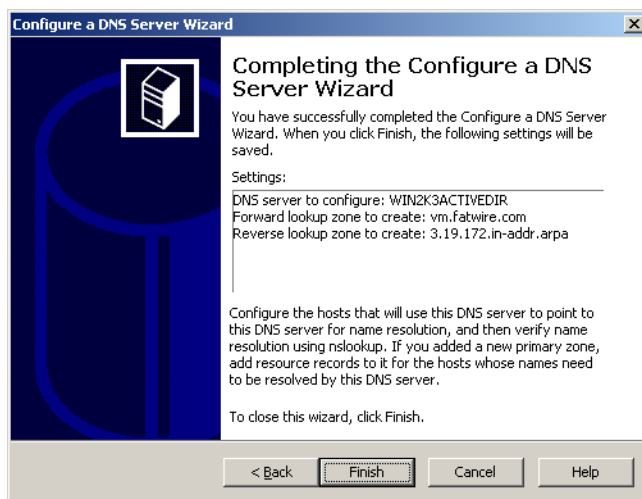 Configure a DNS Server Wizard
Completing the Configure a DNS
Server Wizard
You have successfully completed the Configure a DNS Server
Wizard. When you click Finish, the following settings will be
saved.
Settings:
DNS server to configure: WIN2K3ACTIVEDIR
Forward lookup zone to create: vm.fatwire.com
Reverse lookup zone to create: 3.19.172.in-addr.arpa
Configure the hosts that will use this DNS server to point to
this DNS server for name resolution, and then verify name
resolution using nslookup. If you added a new primary zone,
add resource records to it for the hosts whose names need
to be resolved by this DNS server.
To close this wizard, click Finish.
< Back
Finish
Cancel
Help